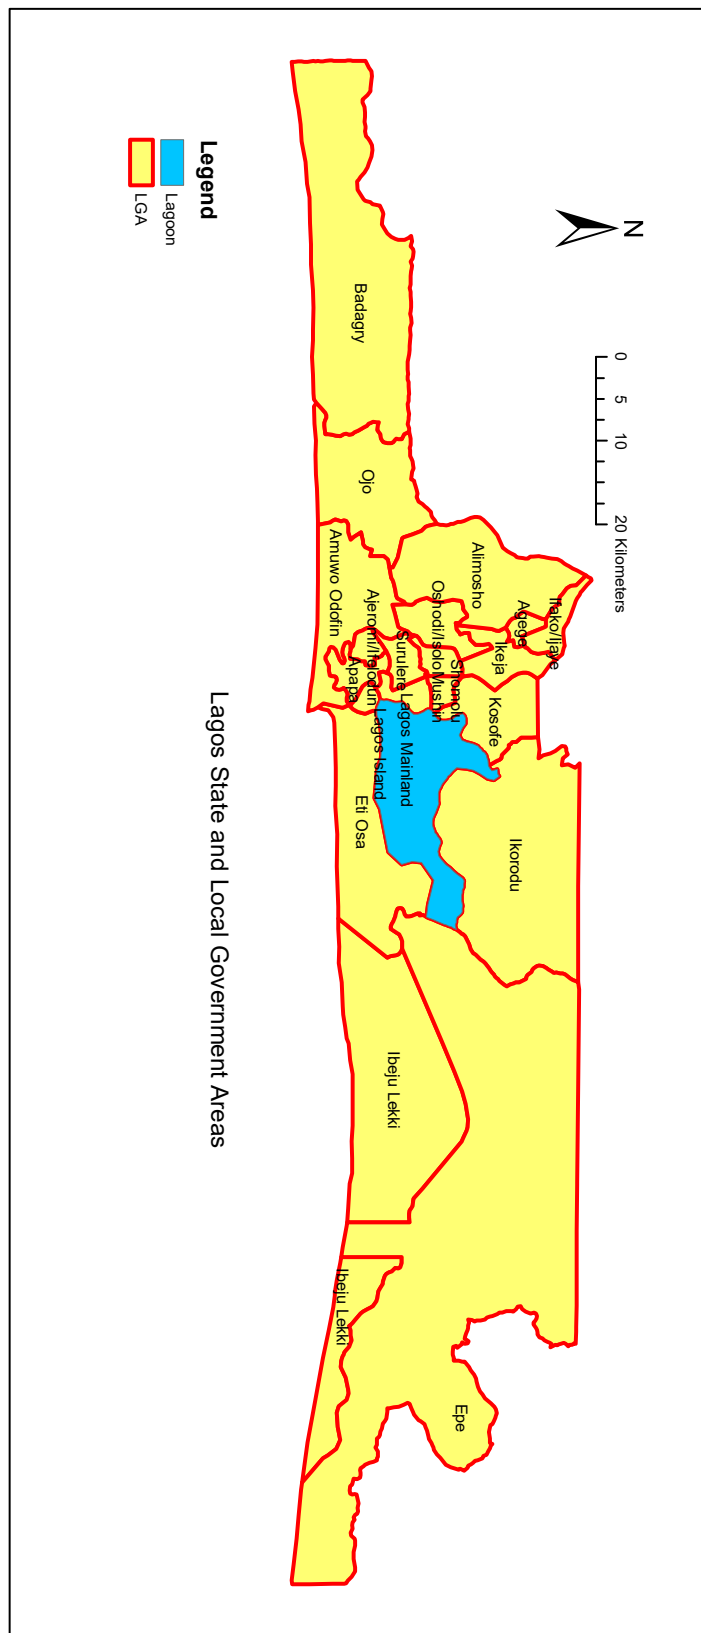 N
0 5 10 20 Kilometers
Ifako/Ijaye
Agege
Alimosho
Ikeja
Kosofe
Ikorodu
Oshodi/Isolo
Mushin
Shomolu
Epe
Badagry
Ojo
Surulere
Lagos Mainland
Ajeromi/Ifelodun
Amuwo Odofin
Apapa
Lagos Island
Eti Osa
Ibeju Lekki
Ibeju Lekki
Legend
Lagoon
LGA
Lagos State and Local Government Areas